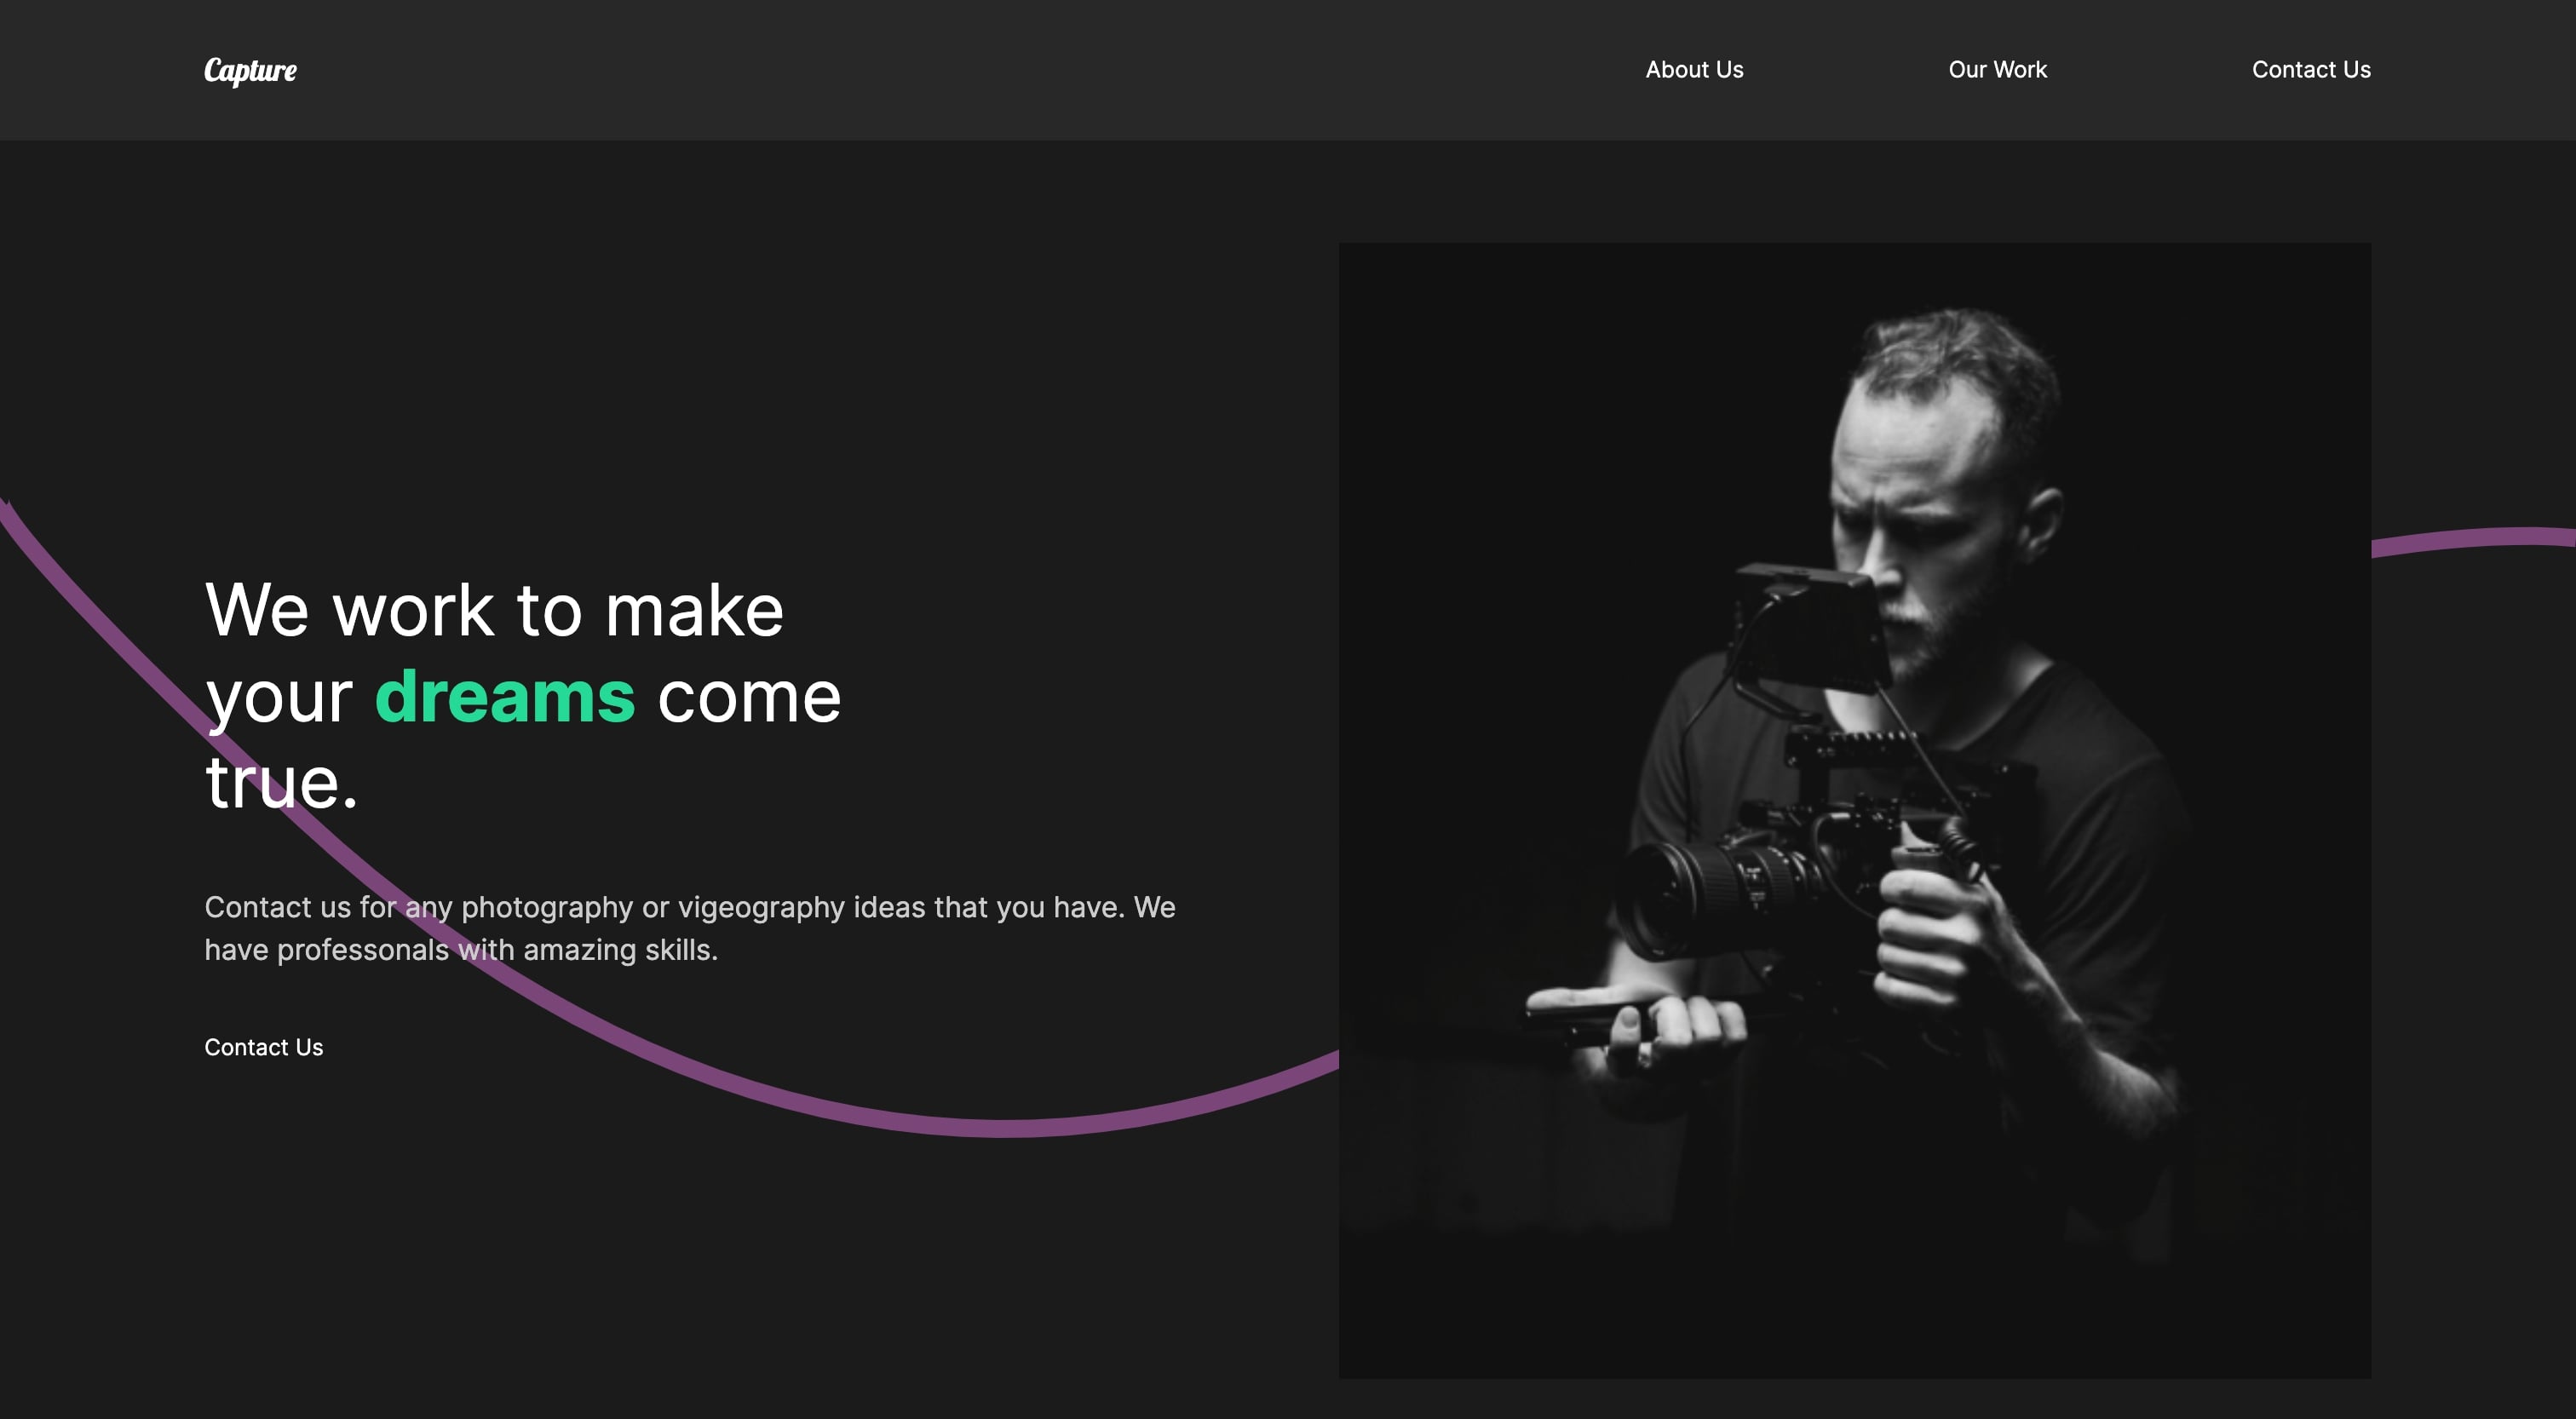 Capture
About Us
Our Work
Contact Us
We work to make
your dreams come
true.
Contact us for any photography or vigeography ideas that you have. We
have professonals with amazing skills.
Contact Us